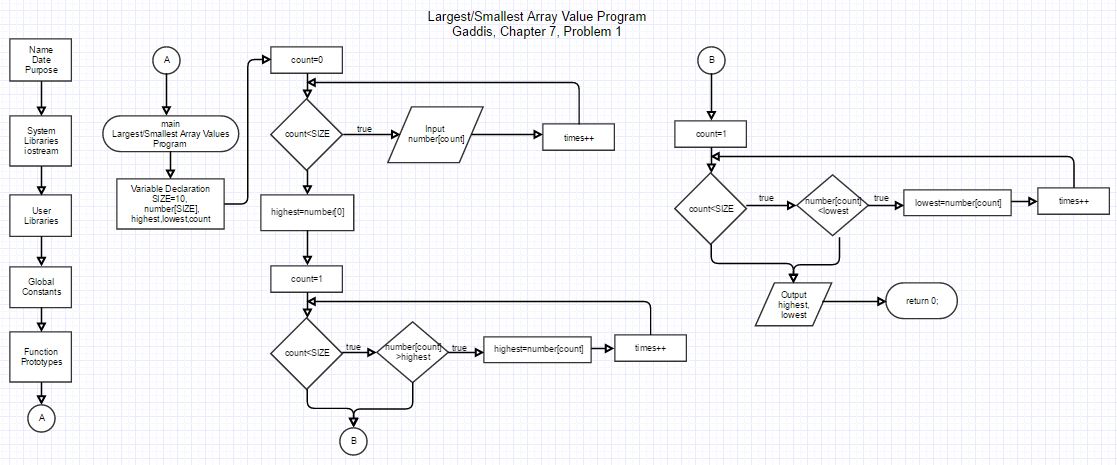 Largest/Smallest Array Value Program
Gaddis, Chapter 7, Problem 1
Name
Date
Purpose
System
Libraries
iostream
User
Libraries
Global
Constants
Function
Prototypes
A
A
main
Largest/Smallest Array Values
Program
Variable Declaration
SIZE=10,
number[SIZE],
highest,lowest,count
count=0
count<SIZE
true
Input
number[count]
times++
highest=number[0]
count=1
count<SIZE
true
number[count]
>highest
true
highest=number[count]
times++
B
B
count=1
count<SIZE
true
number[count]
<lowest
true
lowest=number[count]
times++
Output
highest,
lowest
return 0;